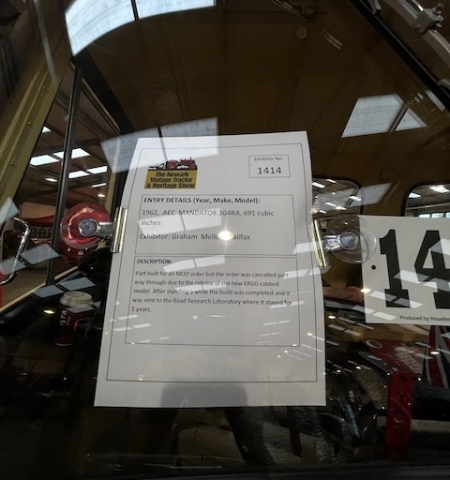 The Newark
Vintage Tractor
& Heritage Show
Exhibit No:
1414
ENTRY DETAILS (Year, Make, Model):
1962, AEC MANDATOR 3G4RA, 691 cubic
inches
Exhibitor: Graham Halifax
DESCRIPTION:
Part built for an MOD order but the order was cancelled part
way through due to the release of the new ERGO cabbed
model. After standing a while the build was completed and it
was sent to the Road Research Laboratory where it stayed for
5 years.
14
Produced by